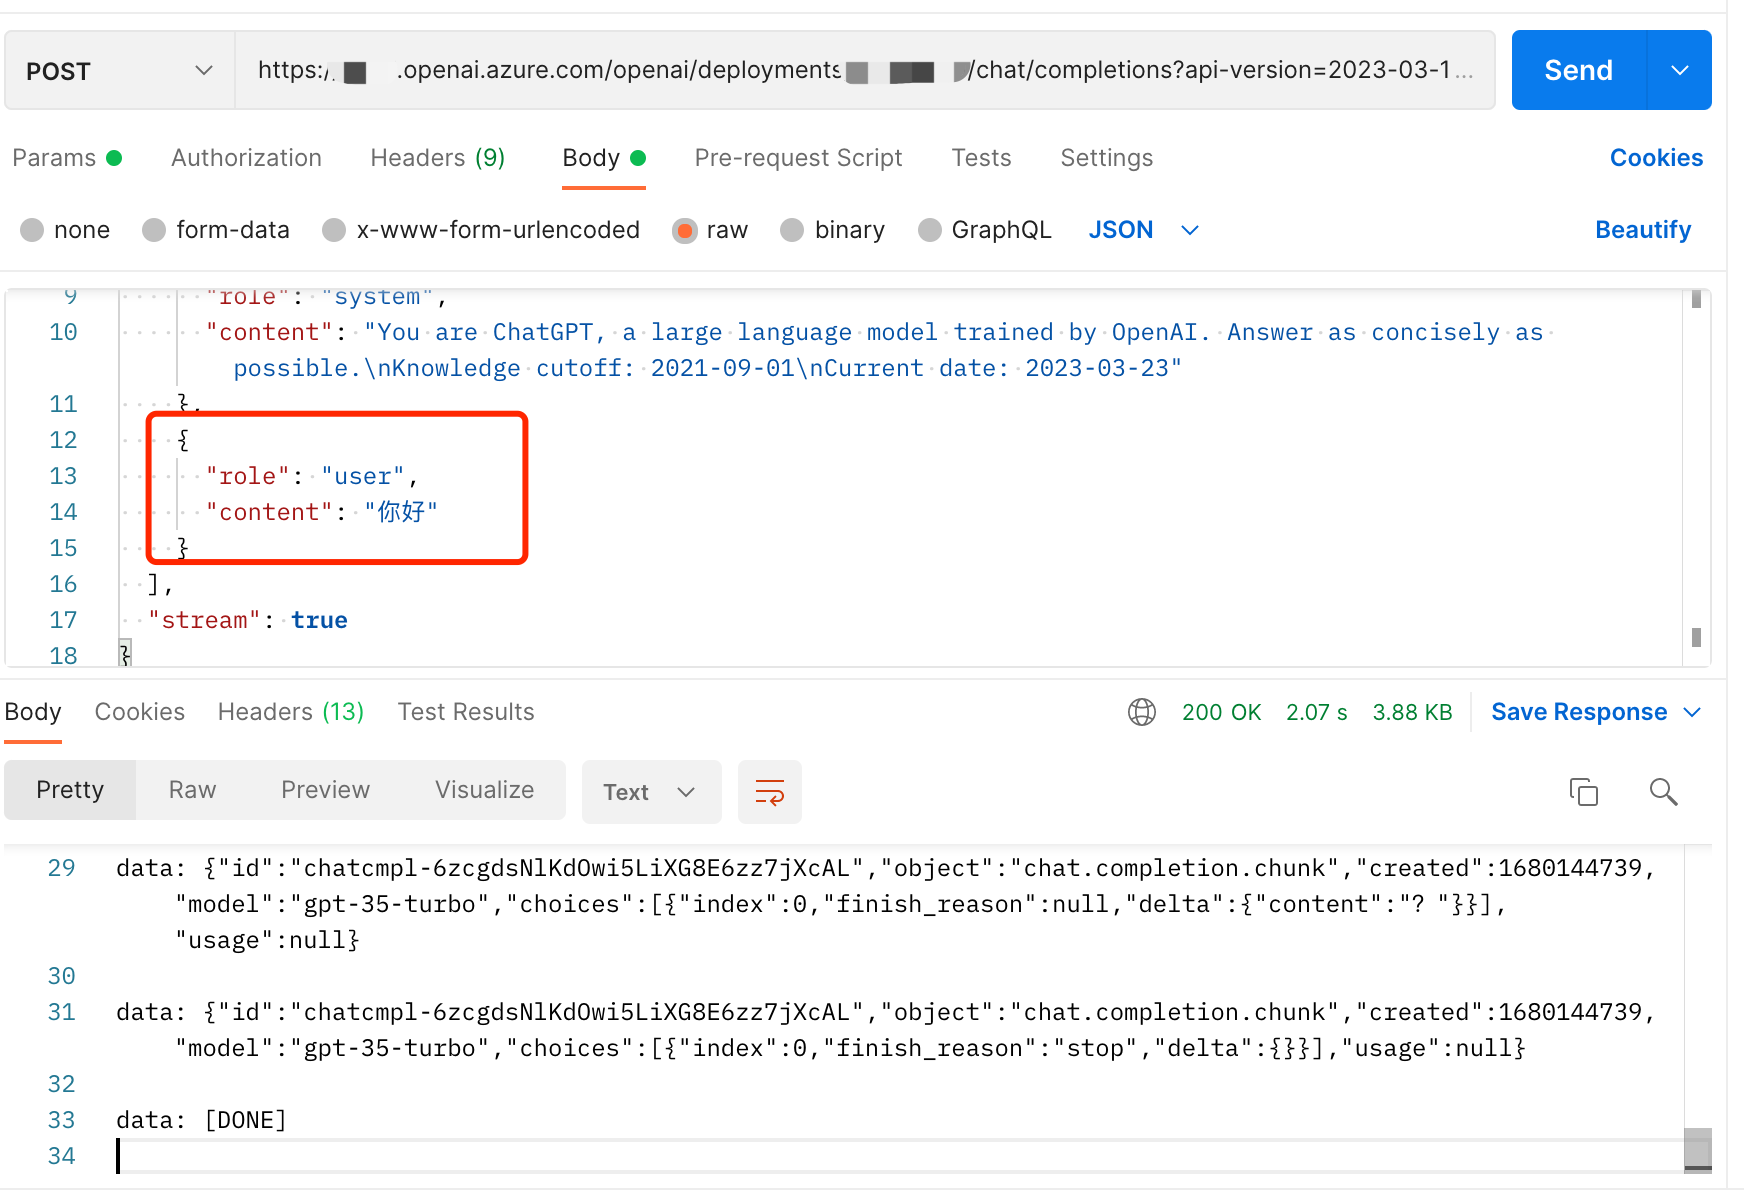 POST https:/ .openai.azure.com/openai/deployments /chat/completions?api-version=2023-03-1... Send
Params Authorization Headers (9) Body Pre-request Script Tests Settings Cookies
none form-data x-www-form-urlencoded raw binary GraphQL JSON Beautify
9 "role": "system",
10 "content": "You are ChatGPT, a large language model trained by OpenAI. Answer as concisely as
possible.\nKnowledge cutoff: 2021-09-01\nCurrent date: 2023-03-23"
11 },
12 {
13 "role": "user",
14 "content": "你好"
15 }
16 ],
17 "stream": true
18 }
Body Cookies Headers (13) Test Results 200 OK 2.07 s 3.88 KB Save Response
Pretty Raw Preview Visualize Text
29 data: {"id":"chatcmpl-6zcgdsNlKdOwi5LiXG8E6zz7jXcAL","object":"chat.completion.chunk","created":1680144739,
"model":"gpt-35-turbo","choices":[{"index":0,"finish_reason":null,"delta":{"content":"? "}}],
"usage":null}
30
31 data: {"id":"chatcmpl-6zcgdsNlKdOwi5LiXG8E6zz7jXcAL","object":"chat.completion.chunk","created":1680144739,
"model":"gpt-35-turbo","choices":[{"index":0,"finish_reason":"stop","delta":{}}],"usage":null}
32
33 data: [DONE]
34